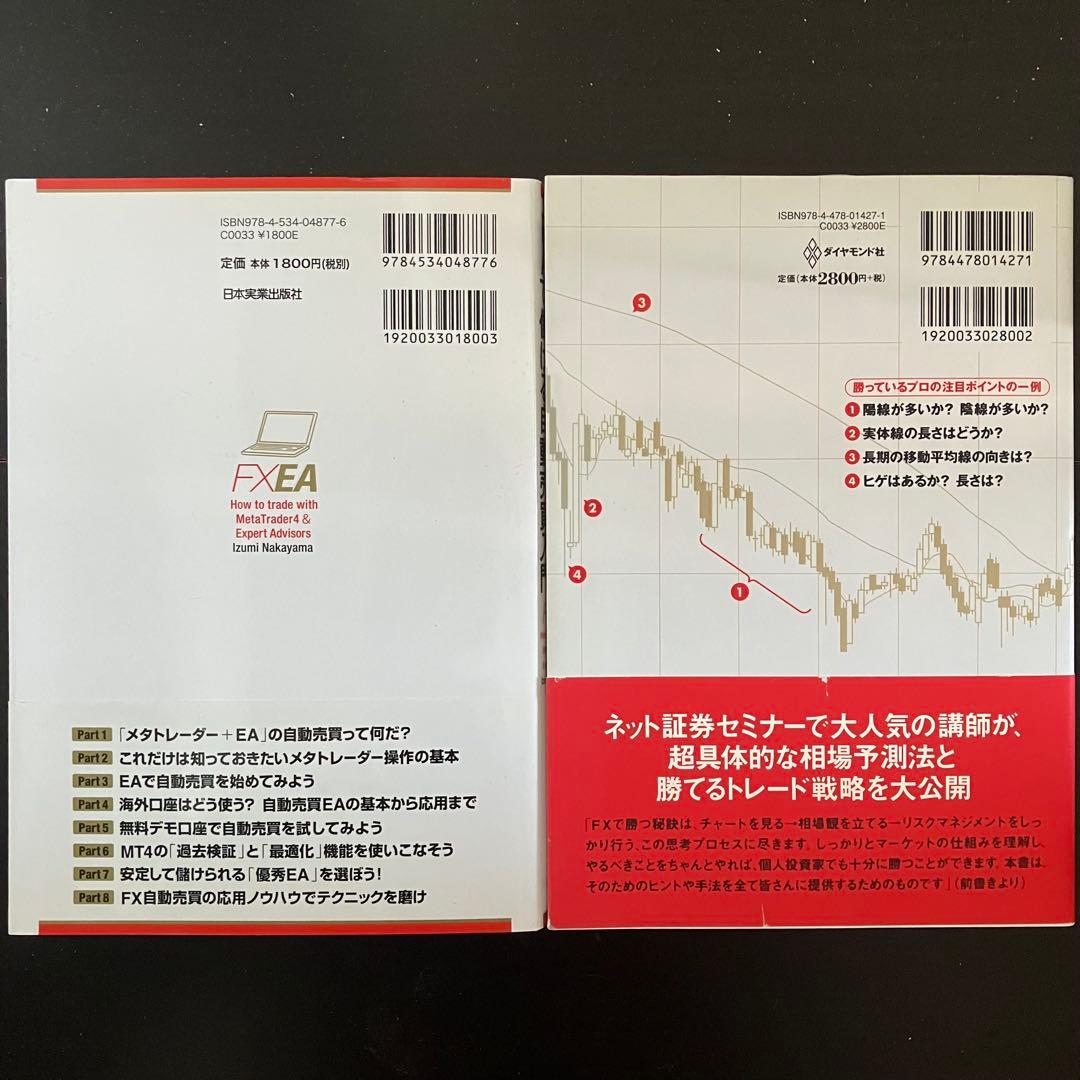 ISBN978-4-534-04877-6
C0033 ¥1800E
定価 本体1800円(税別)
日本実業出版社
9784534048776
1920033018003
FXEA
How to trade with
MetaTrader4 &
Expert Advisors
Izumi Nakayama
Part1 「メタトレーダー+EA」の自動売買って何だ?
Part2 これだけは知っておきたいメタトレーダー操作の基本
Part3 EAで自動売買を始めてみよう
Part4 海外口座はどう使う? 自動売買EAの基本から応用まで
Part5 無料デモ口座で自動売買を試してみよう
Part6 MT4の「過去検証」と「最適化」機能を使いこなそう
Part7 安定して儲けられる「優秀EA」を選ぼう!
Part8 FX自動売買の応用ノウハウでテクニックを磨け
ISBN978-4-478-01427-1
C0033 ¥2800E
ダイヤモンド社
定価(本体2800円+税)
9784478014271
1920033028002
勝っているプロの注目ポイントの一例
1 陽線が多いか? 陰線が多いか?
2 実体線の長さはどうか?
3 長期の移動平均線の向きは?
4 ヒゲはあるか? 長さは?
3
2
4
1
ネット証券セミナーで大人気の講師が、
超具体的な相場予測法と
勝てるトレード戦略を大公開
「FXで勝つ秘訣は、チャートを見る→相場観を立てる→リスクマネジメントをしっ
かり行う、この思考プロセスに尽きます。しっかりとマーケットの仕組みを理解し、
やるべきことをちゃんとやれば、個人投資家でも十分に勝つことができます。本書は、
そのためのヒントや手法を全て皆さんに提供するためのものです」(前書きより)